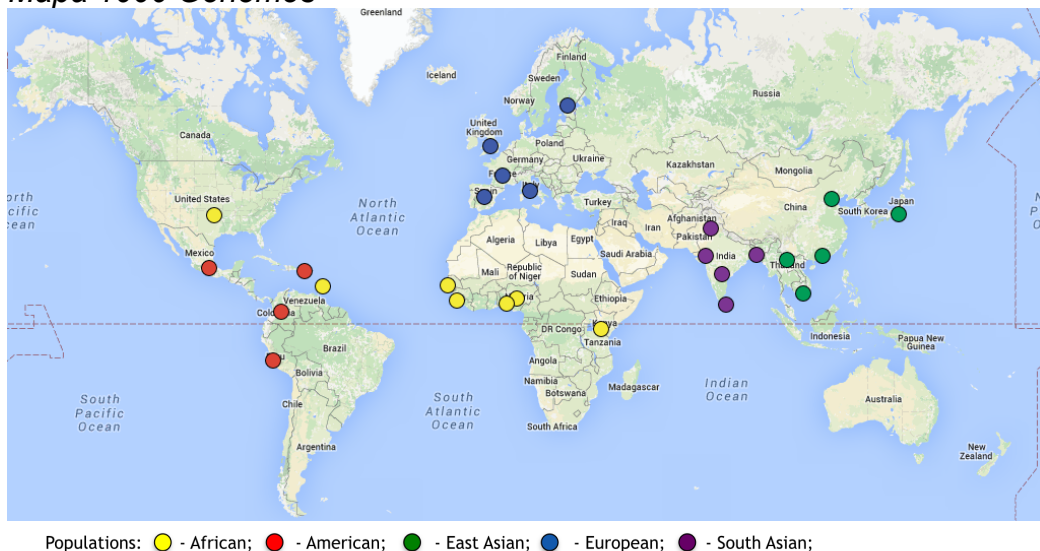 Mapa 1000 Genomes
Greenland
Iceland
Finland
Sweden
Norway
Russia
Canada
United
Kingdom
Poland
Germany
Ukraine
Kazakhstan
Mongolia
Italy
Turkey
United States
North
Atlantic
Ocean
China
South Korea
Japan
Afghanistan
Iraq
Iran
Pakistan
Algeria
Libya
Egypt
Saudi Arabia
India
Mexico
Mali
Republic
of Niger
Sudan
Venezuela
Ethiopia
DR Congo
Tanzania
Indonesia
Papua New
Guinea
Brazil
Angola
Bolivia
Namibia
Botswana
Madagascar
Indian
Ocean
South
Pacific
Ocean
Chile
South
Atlantic
Ocean
Australia
South Africa
Argentina
New
Zealand
Populations: - African; - American; - East Asian; - European; - South Asian;